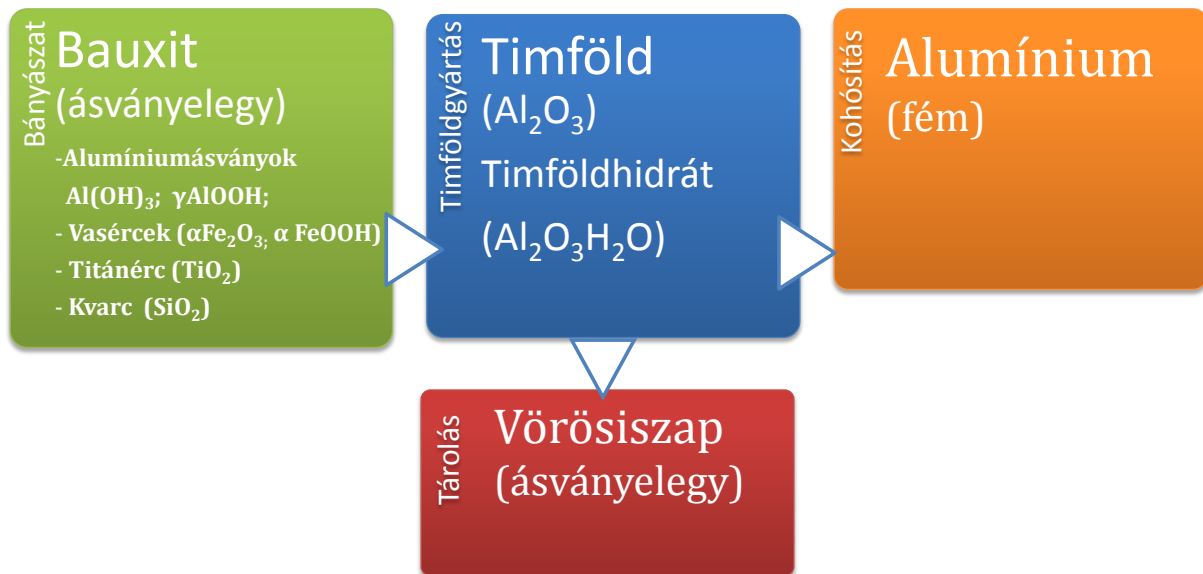 Bányászat
Bauxit
(ásványelegy)
-Alumíniumásványok
Al(OH)₃; γAlOOH;
- Vasércek (αFe₂O₃; α FeOOH)
- Titánérc (TiO₂)
- Kvarc (SiO₂)
Timföldgyártás
Timföld
(Al₂O₃)
Timföldhidrát
(Al₂O₃H₂O)
Kohósítás
Alumínium
(fém)
Tárolás
Vörösiszap
(ásványelegy)